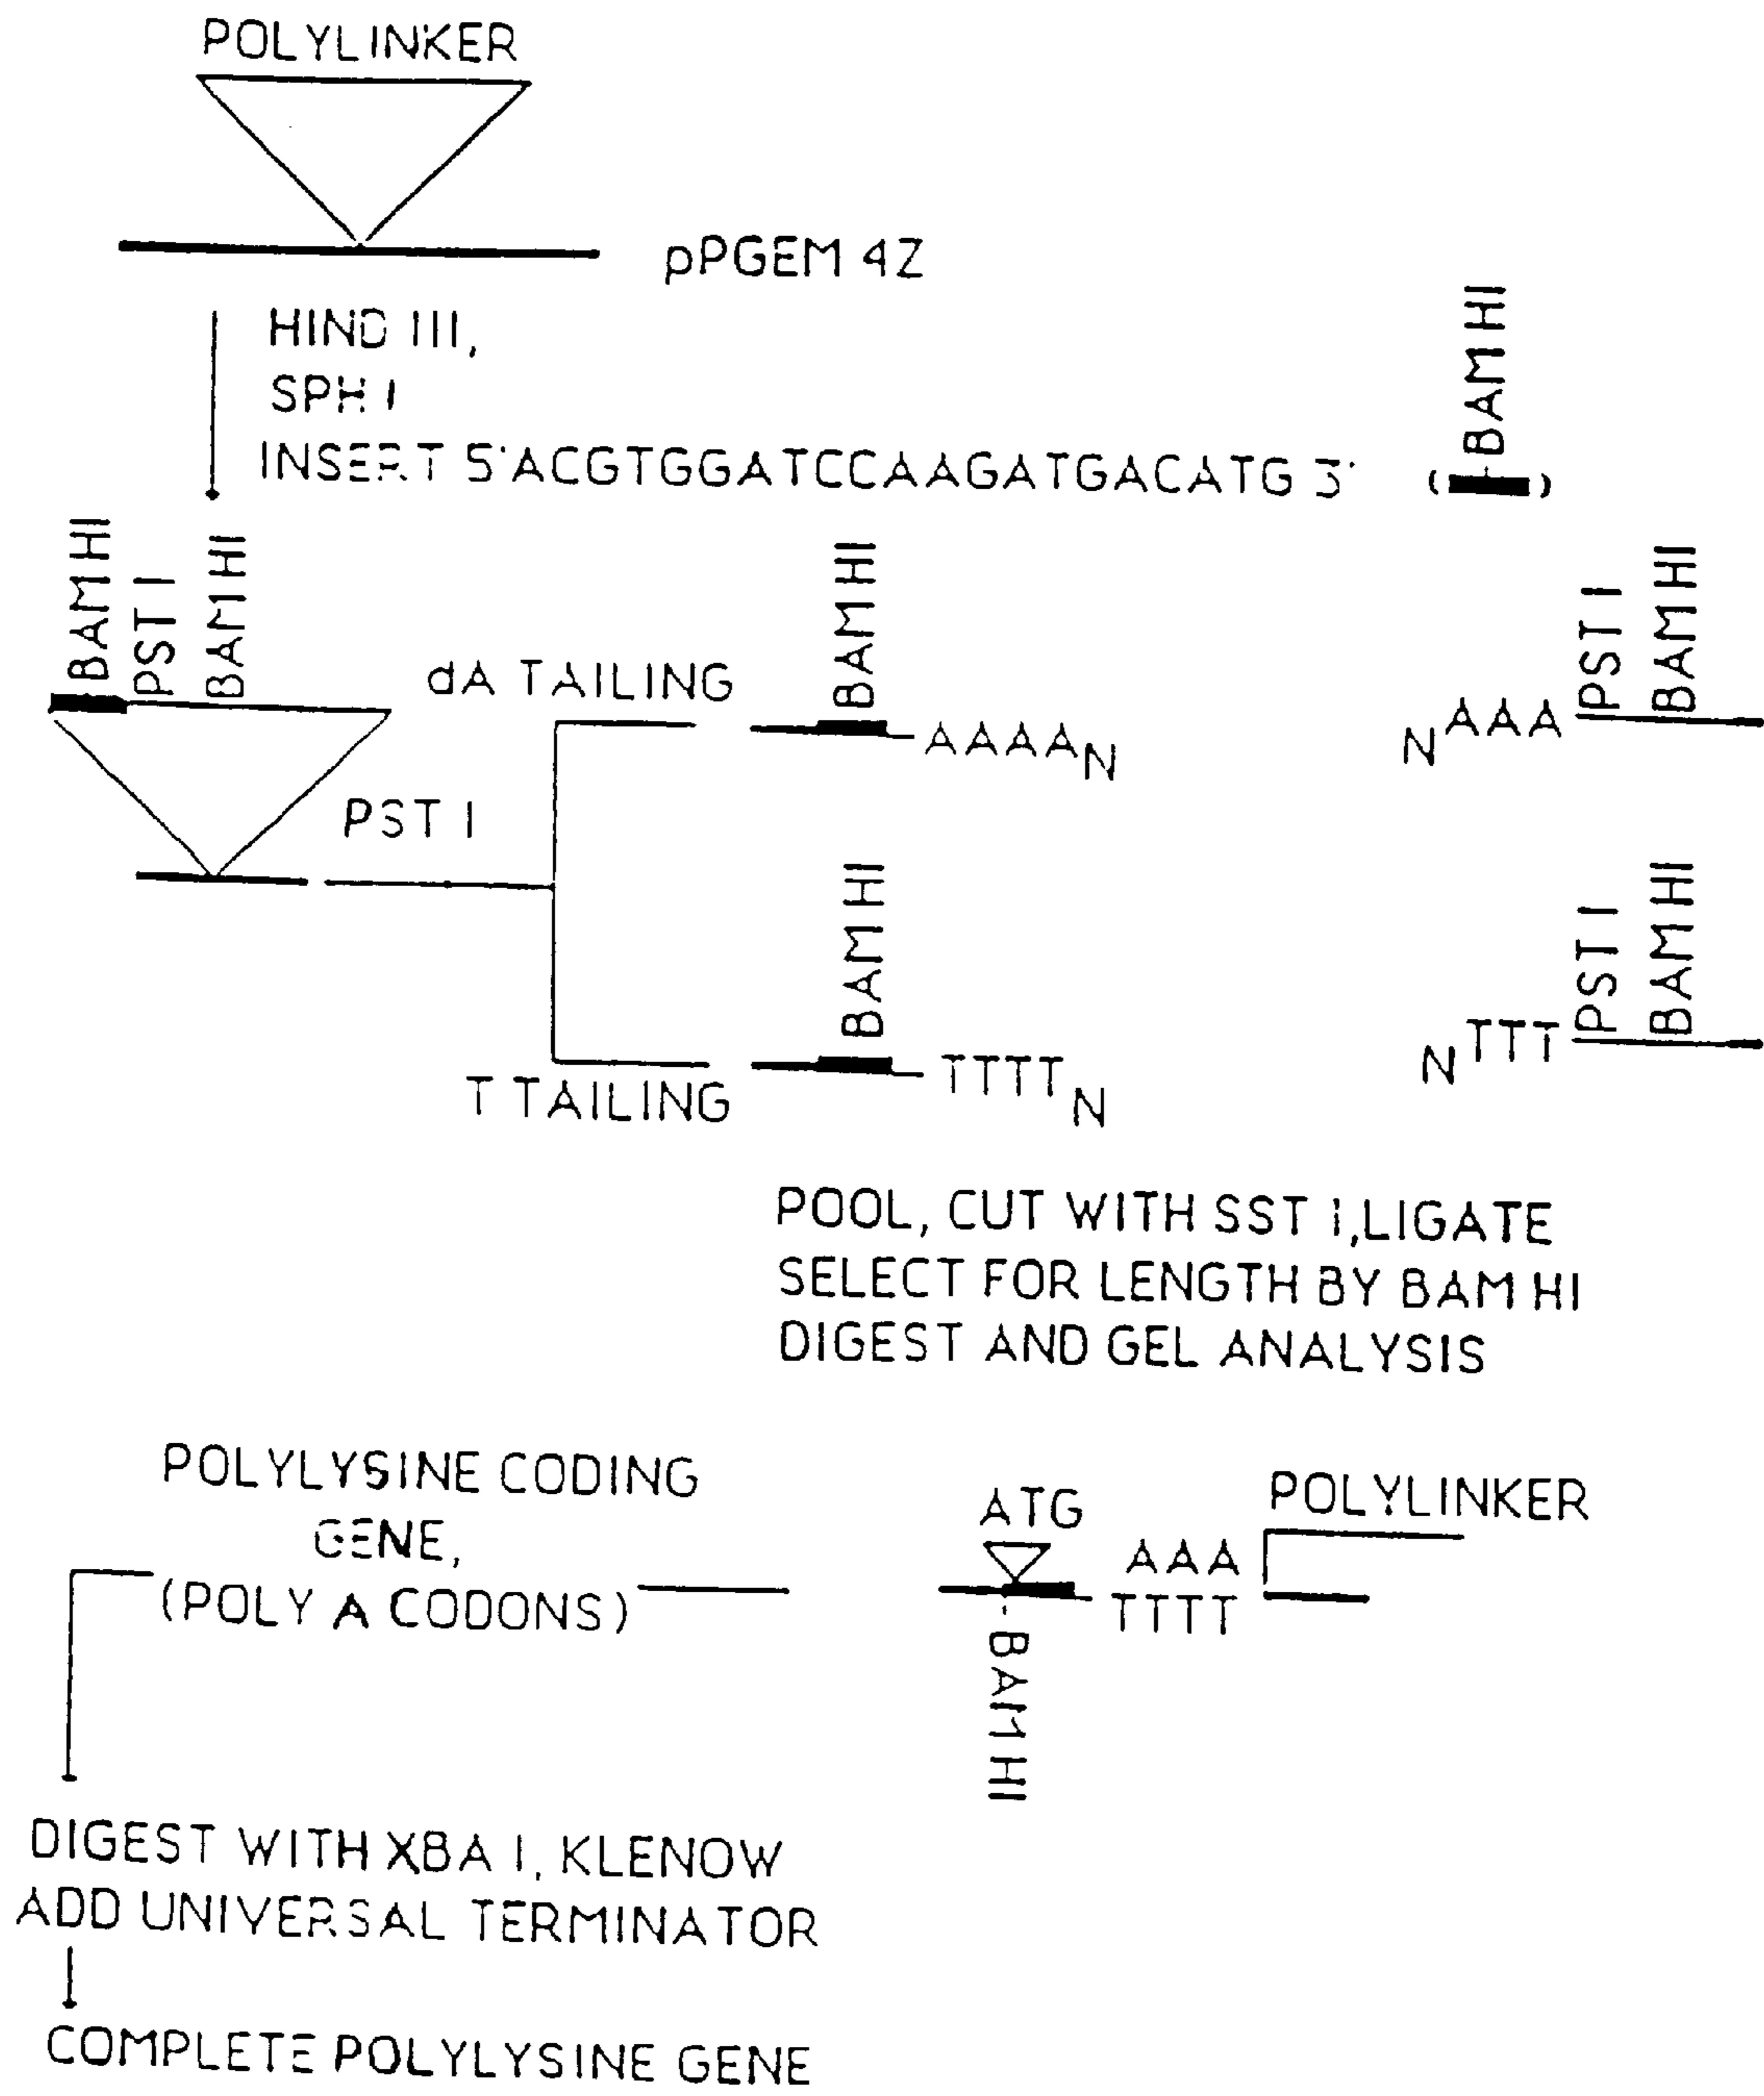 POLYLINKER
pPGEM 4Z
HIND III,
SPH I
INSERT 5'ACGTGGATCCAAGATGACATG 3'
( )
BAM HI
BAM HI
PST I
BAM HI
dA TAILING
BAM HI
AAAAN
NAAA
PST I
BAM HI
PST I
BAM HI
TTTTN
T TAILING
NTTT
PST I
BAM HI
POOL, CUT WITH SST I,LIGATE
SELECT FOR LENGTH BY BAM HI
DIGEST AND GEL ANALYSIS
POLYLYSINE CODING
GENE,
(POLY A CODONS)
ATG
AAA
TTTT
POLYLINKER
BAM HI
DIGEST WITH XBA I, KLENOW
ADD UNIVERSAL TERMINATOR
COMPLETE POLYLYSINE GENE